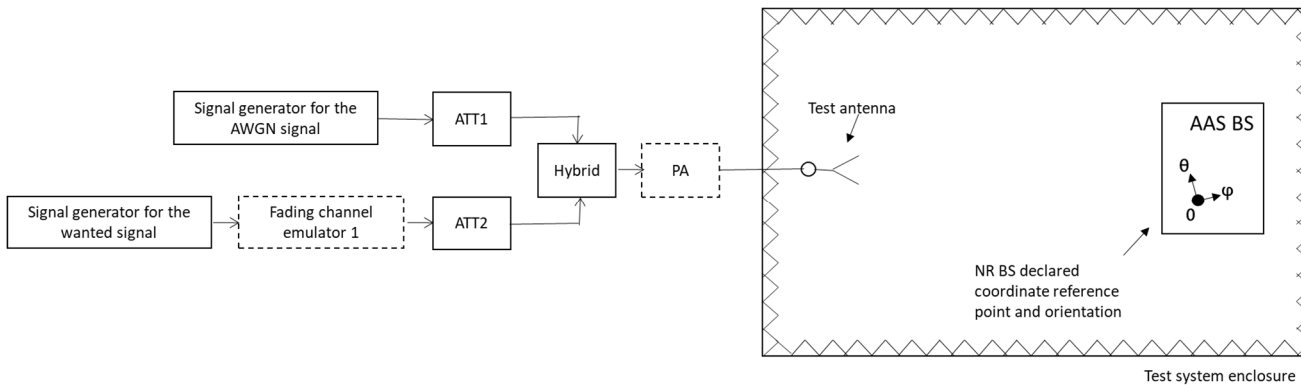 Signal generator for the
AWGN signal
ATT1
Hybrid
PA
Signal generator for the
wanted signal
Fading channel
emulator 1
ATT2
Test antenna
AAS BS
θ
φ
0
NR BS declared
coordinate reference
point and orientation
Test system enclosure